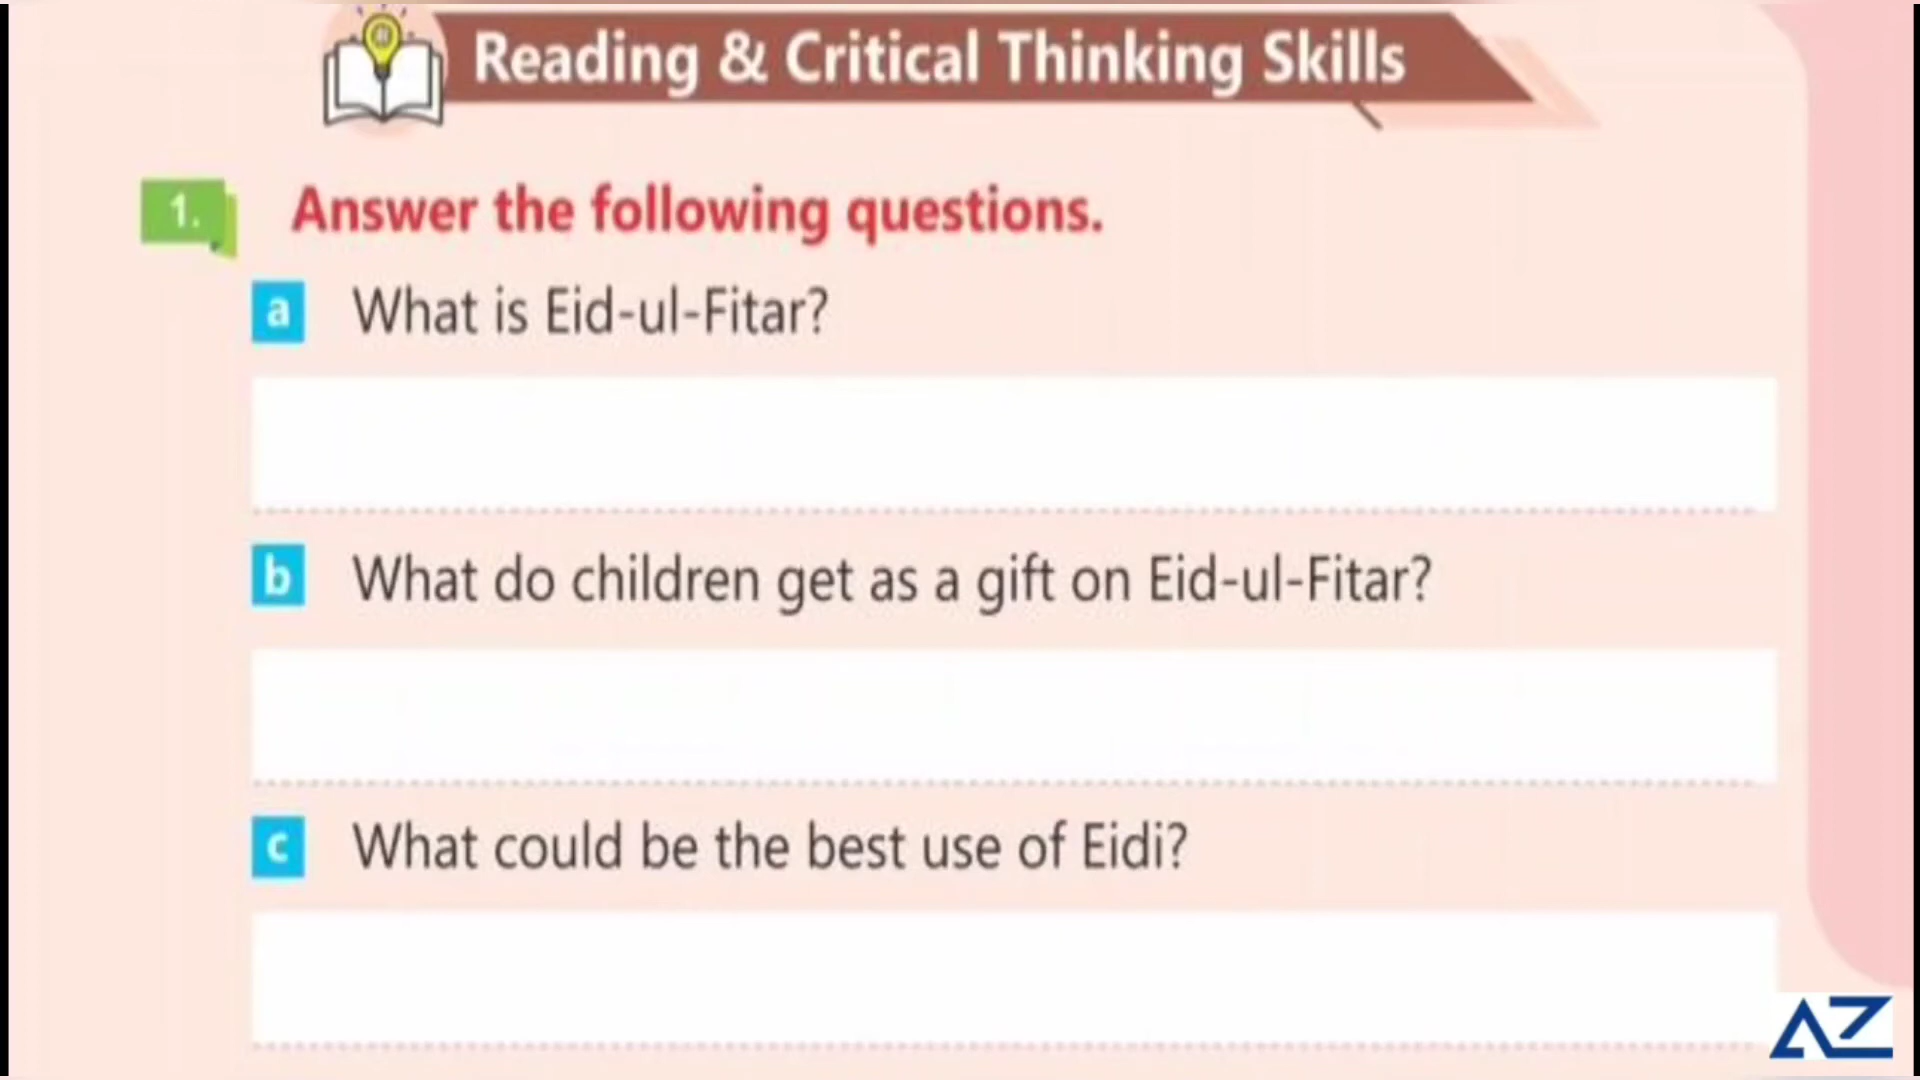 Reading & Critical Thinking Skills
1. Answer the following questions.
a What is Eid-ul-Fitar?
b What do children get as a gift on Eid-ul-Fitar?
c What could be the best use of Eidi?
AZ